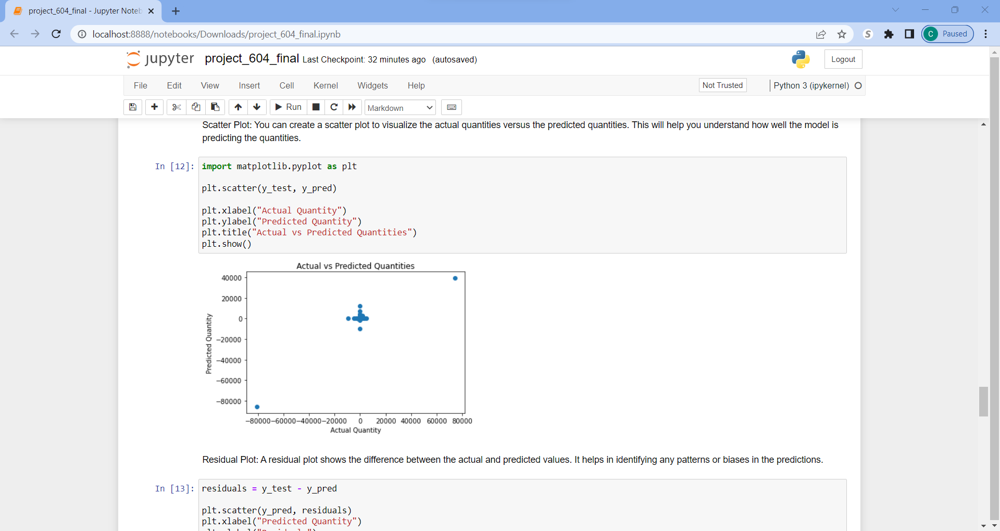 project_604_final - Jupyter Noteb
localhost:8888/notebooks/Downloads/project_604_final.ipynb
S
C Paused
jupyter project_604_final Last Checkpoint: 32 minutes ago (autosaved)
Logout
File Edit View Insert Cell Kernel Widgets Help
Not Trusted
Python 3 (ipykernel)
Run
Markdown
Scatter Plot: You can create a scatter plot to visualize the actual quantities versus the predicted quantities. This will help you understand how well the model is
predicting the quantities.
In [12]: import matplotlib.pyplot as plt
plt.scatter(y_test, y_pred)
plt.xlabel("Actual Quantity")
plt.ylabel("Predicted Quantity")
plt.title("Actual vs Predicted Quantities")
plt.show()
Actual vs Predicted Quantities
40000
20000
0
−20000
−40000
−60000
−80000
Predicted Quantity
−80000−60000−40000−20000 0 20000 40000 60000 80000
Actual Quantity
Residual Plot: A residual plot shows the difference between the actual and predicted values. It helps in identifying any patterns or biases in the predictions.
In [13]: residuals = y_test - y_pred
plt.scatter(y_pred, residuals)
plt.xlabel("Predicted Quantity")